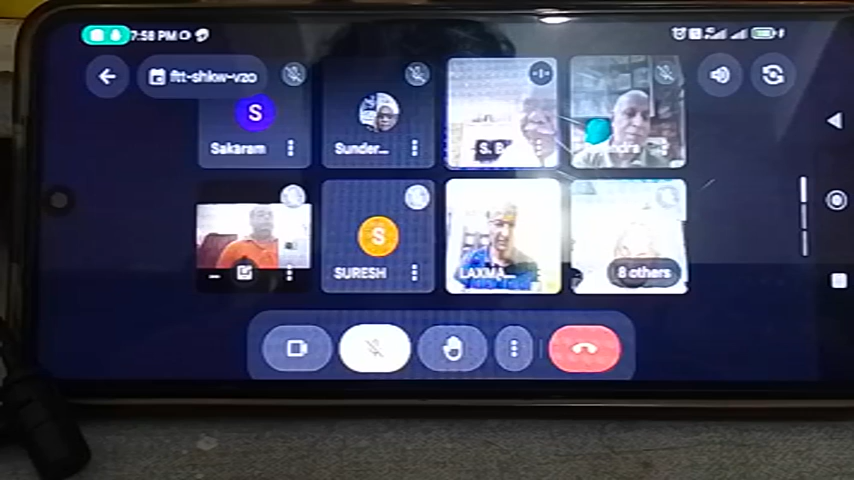 7:58 PM
ftt-shkw-vzo
Sakaram
Sunder...
S. B
S
SURESH
LAXMA...
8 others
S